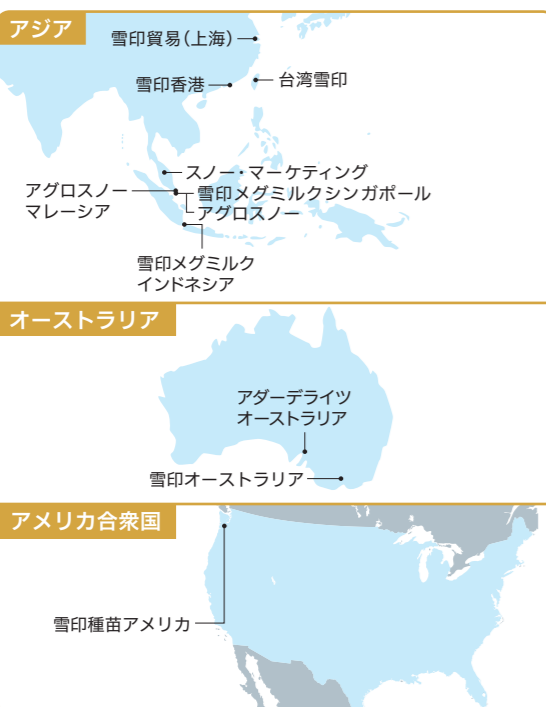 アジア
雪印貿易（上海）
雪印香港
台湾雪印
スノー・マーケティング
アグロスノー
マレーシア
雪印メグミルクシンガポール
アグロスノー
雪印メグミルク
インドネシア
オーストラリア
アダーデライツ
オーストラリア
雪印オーストラリア
アメリカ合衆国
雪印種苗アメリカ